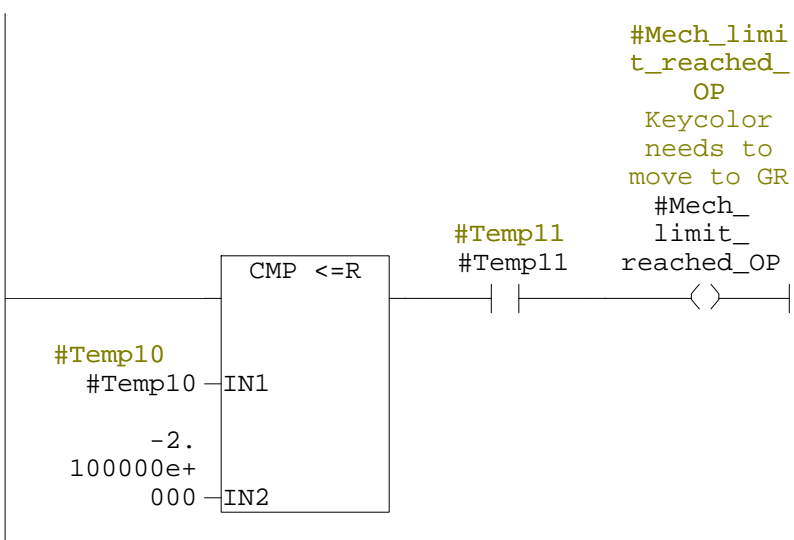 #Mech_limi
t_reached_
OP
Keycolor
needs to
move to GR
#Mech_
limit_
reached_OP
#Temp11
#Temp11
CMP <=R
#Temp10
#Temp10
IN1
-2.
100000e+
000
IN2